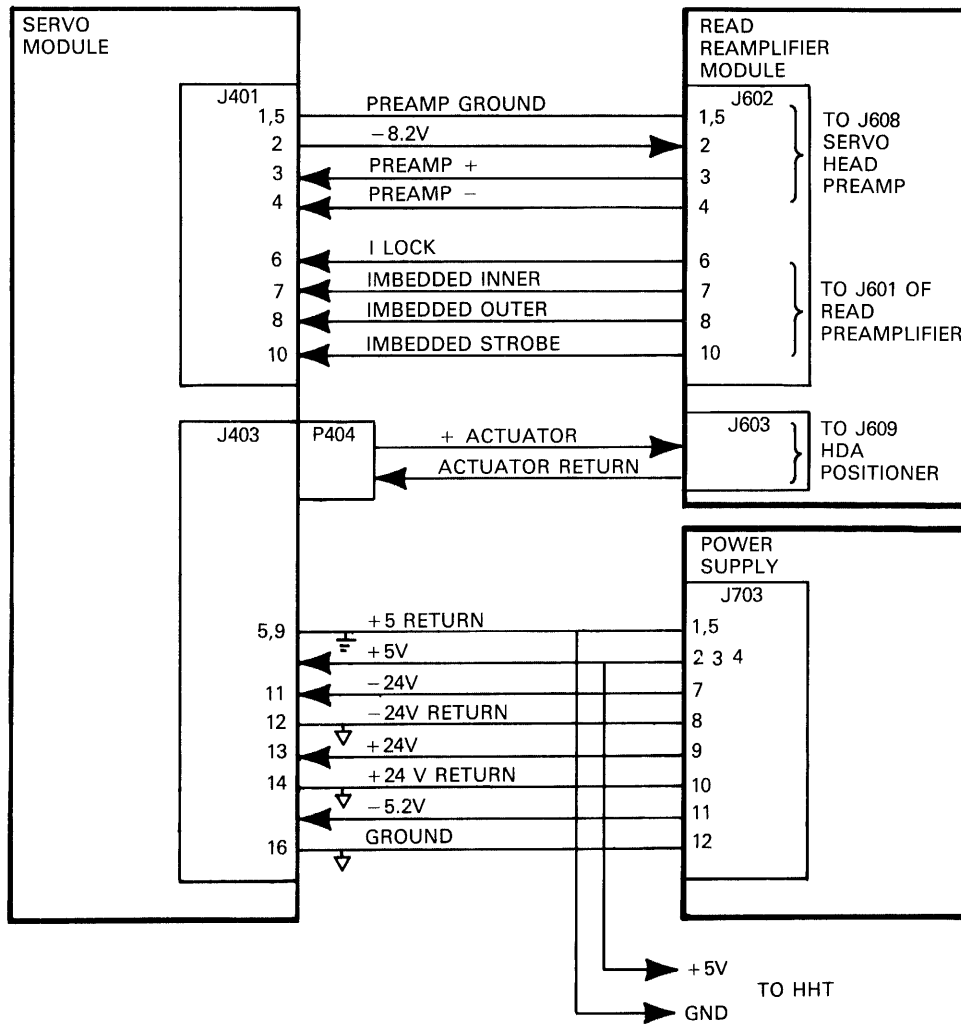 SERVO
MODULE
J401
1,5
2
3
4
6
7
8
10
PREAMP GROUND
−8.2V
PREAMP +
PREAMP −
I LOCK
IMBEDDED INNER
IMBEDDED OUTER
IMBEDDED STROBE
READ
REAMPLIFIER
MODULE
J602
1,5
2
3
4
6
7
8
10
TO J608
SERVO
HEAD
PREAMP
TO J601 OF
READ
PREAMPLIFIER
J403
P404
+ ACTUATOR
ACTUATOR RETURN
J603
TO J609
HDA
POSITIONER
5,9
11
12
13
14
16
+5 RETURN
+5V
−24V
−24V RETURN
+24V
+24 V RETURN
−5.2V
GROUND
POWER
SUPPLY
J703
1,5
2 3 4
7
8
9
10
11
12
+5V
TO HHT
GND